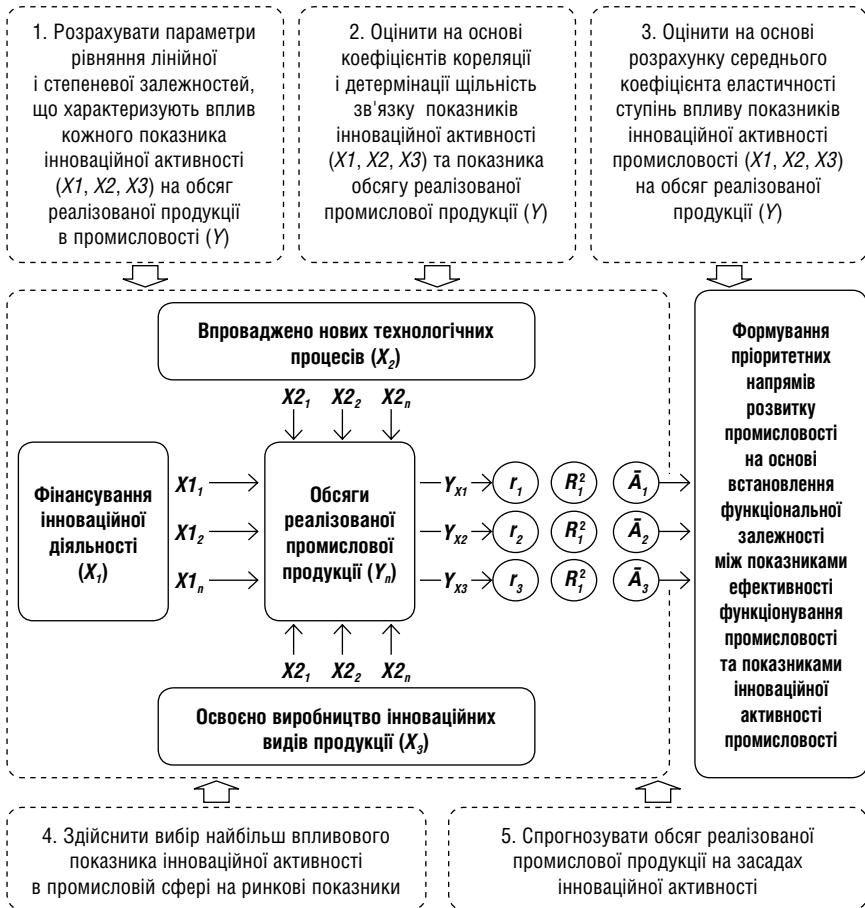 1. Розрахувати параметри
рівняння лінійної
і степеневої залежностей,
що характеризують вплив
кожного показника
інноваційної активності
(X1, X2, X3) на обсяг
реалізованої продукції
в промисловості (Y)
2. Оцінити на основі
коефіцієнтів кореляції
і детермінації щільність
зв'язку показників
інноваційної активності
(X1, X2, X3) та показника
обсягу реалізованої
промислової продукції (Y)
3. Оцінити на основі
розрахунку середнього
коефіцієнта еластичності
ступінь впливу показників
інноваційної активності
промисловості (X1, X2, X3)
на обсяг реалізованої
продукції (Y)
Впроваджено нових технологічних
процесів (X₂)
X2₁ X2₂ X2ₙ
Фінансування
інноваційної
діяльності
(X₁)
X1₁
X1₂
X1ₙ
Обсяги
реалізованої
промислової
продукції (Yₙ)
Y_X1 r₁ R₁² Ā₁
Y_X2 r₂ R₁² Ā₂
Y_X3 r₃ R₁² Ā₃
X2₁ X2₂ X2ₙ
Освоєно виробництво інноваційних
видів продукції (X₃)
Формування
пріоритетних
напрямів
розвитку
промисловості
на основі
встановлення
функціональної
залежності
між показниками
ефективності
функціонування
промисловості
та показниками
інноваційної
активності
промисловості
4. Здійснити вибір найбільш впливового
показника інноваційної активності
в промисловій сфері на ринкові показники
5. Спрогнозувати обсяг реалізованої
промислової продукції на засадах
інноваційної активності